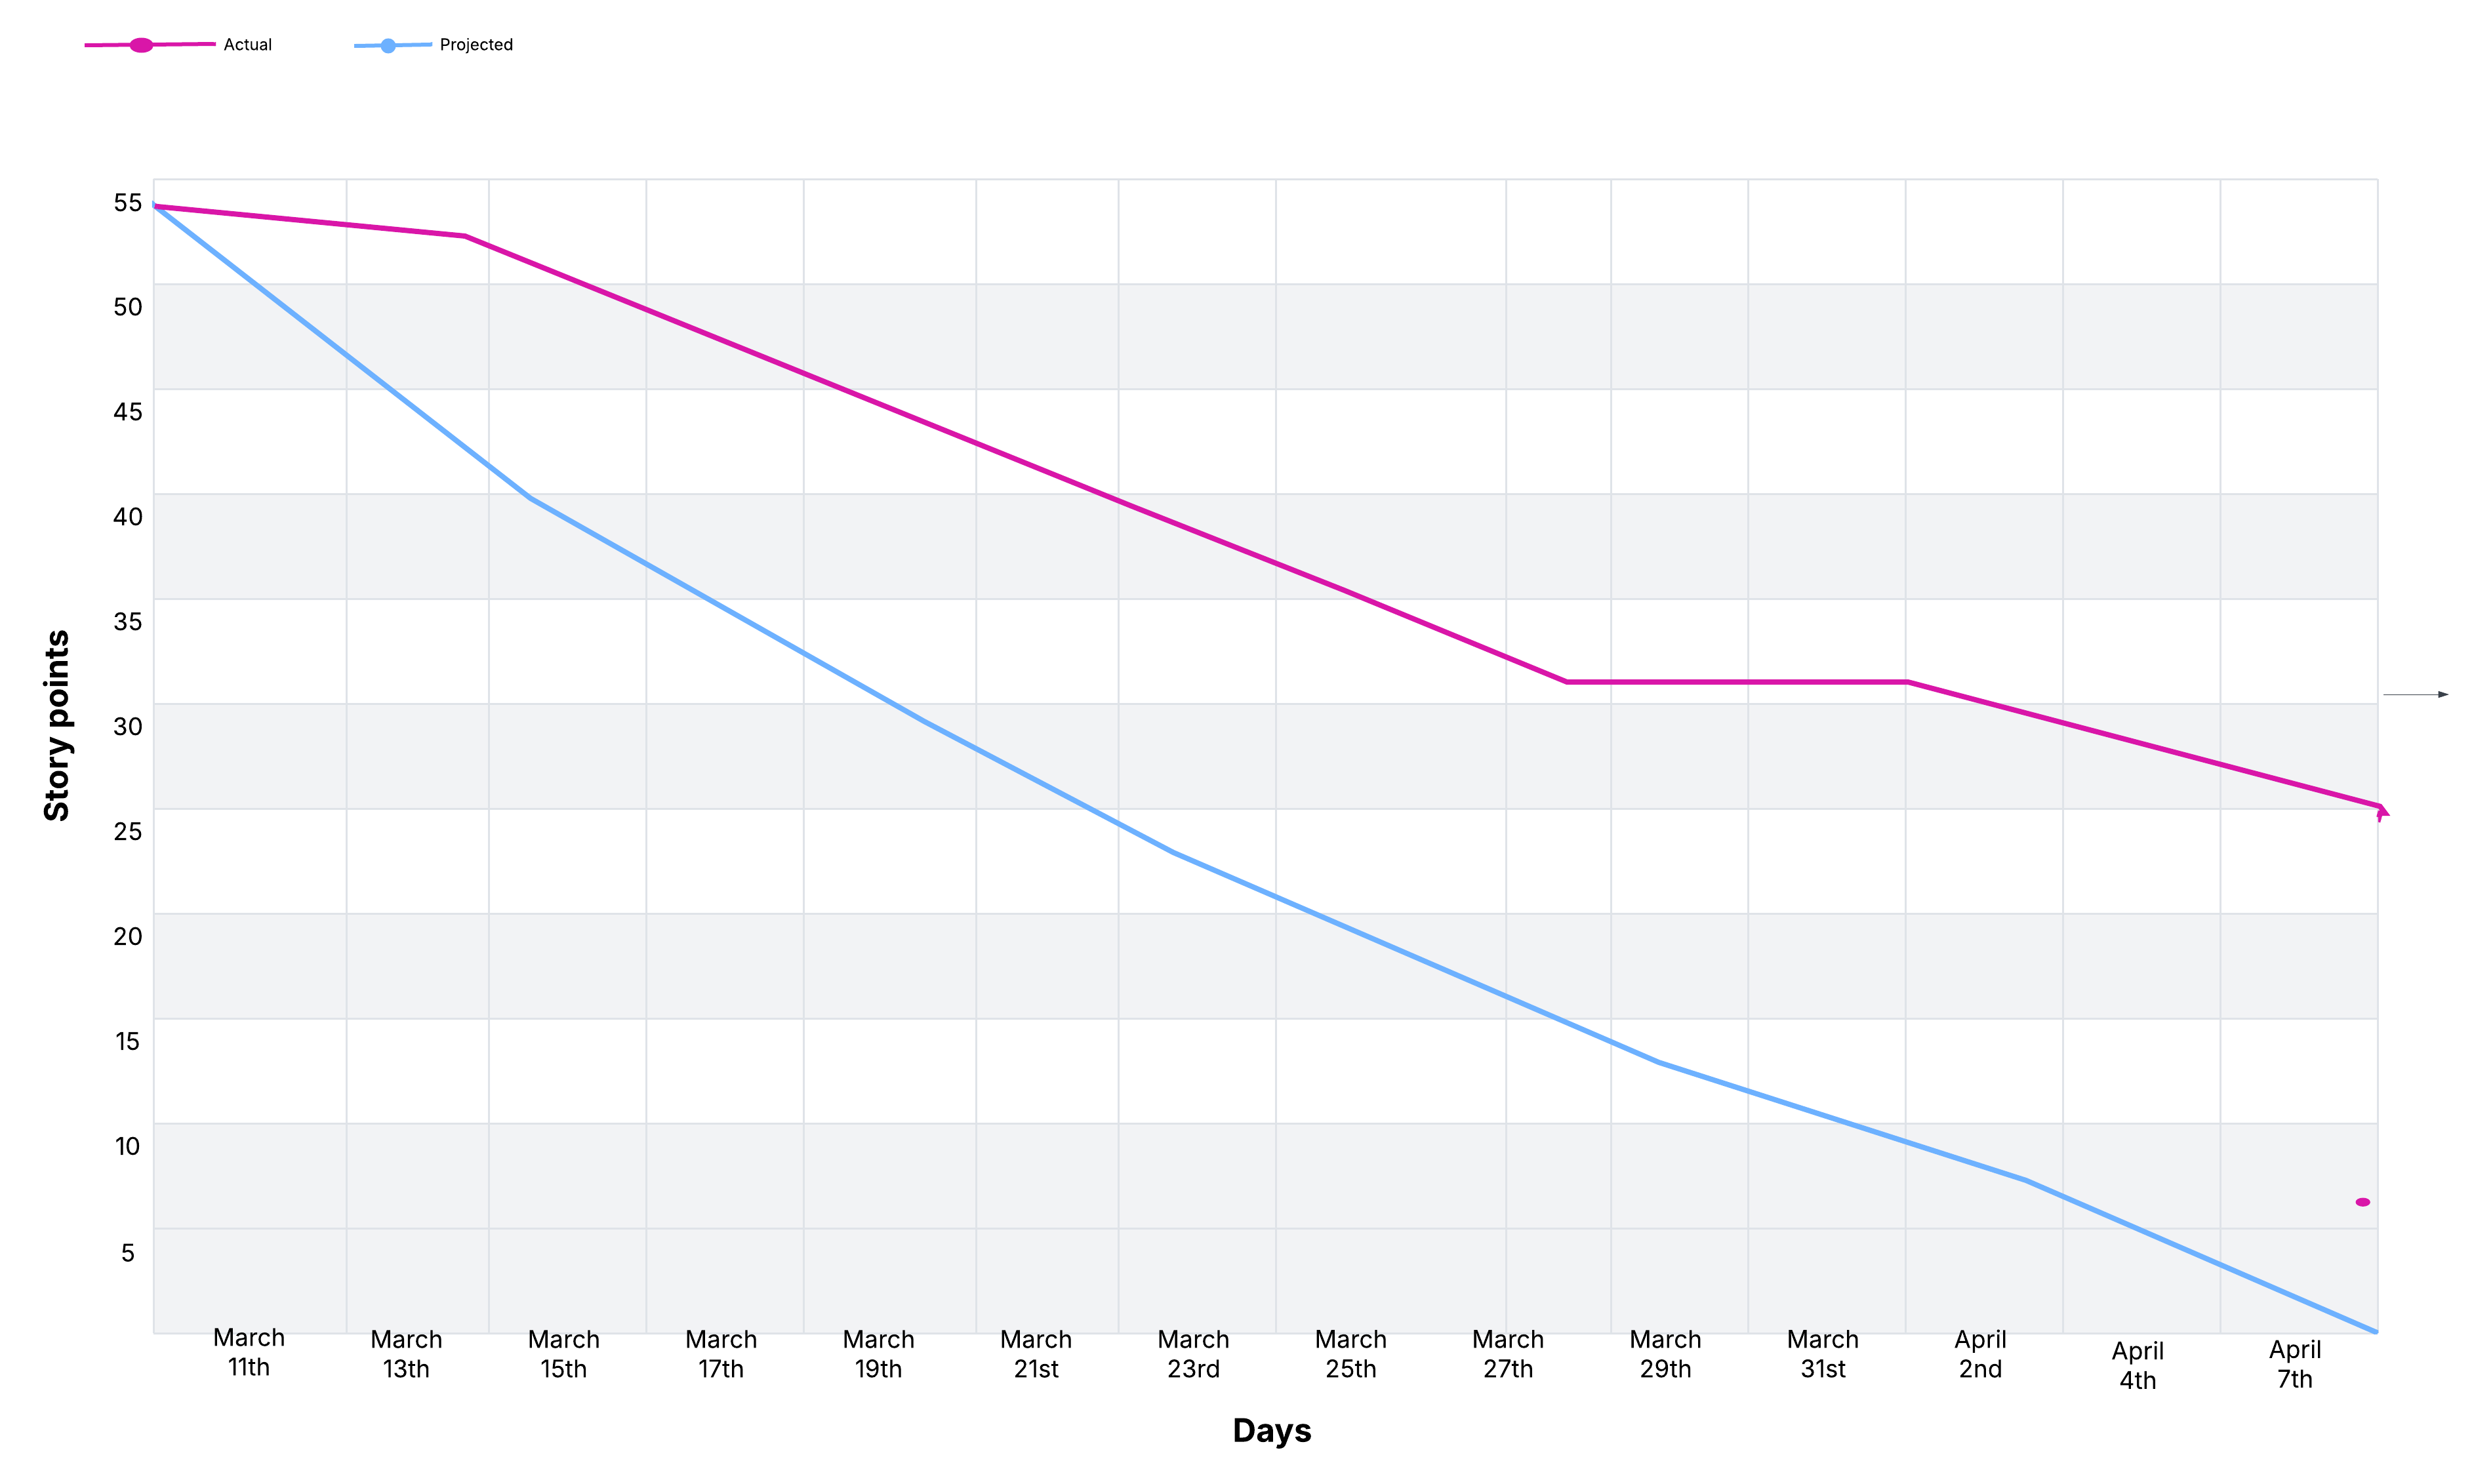 Actual
Projected
55
50
45
40
35
30
25
20
15
10
5
Story points
March
11th
March
13th
March
15th
March
17th
March
19th
March
21st
March
23rd
March
25th
March
27th
March
29th
March
31st
April
2nd
April
4th
April
7th
Days